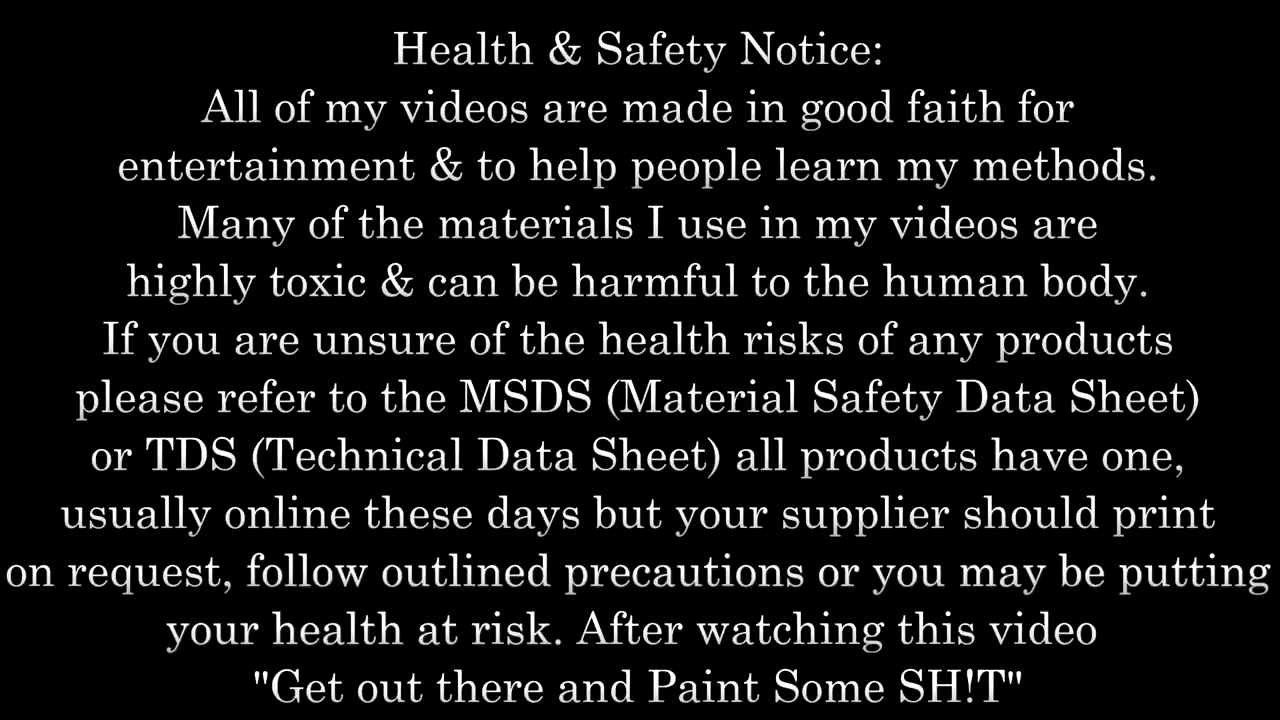 Health & Safety Notice:
All of my videos are made in good faith for
entertainment & to help people learn my methods.
Many of the materials I use in my videos are
highly toxic & can be harmful to the human body.
If you are unsure of the health risks of any products
please refer to the MSDS (Material Safety Data Sheet)
or TDS (Technical Data Sheet) all products have one,
usually online these days but your supplier should print
on request, follow outlined precautions or you may be putting
your health at risk. After watching this video
"Get out there and Paint Some SH!T"